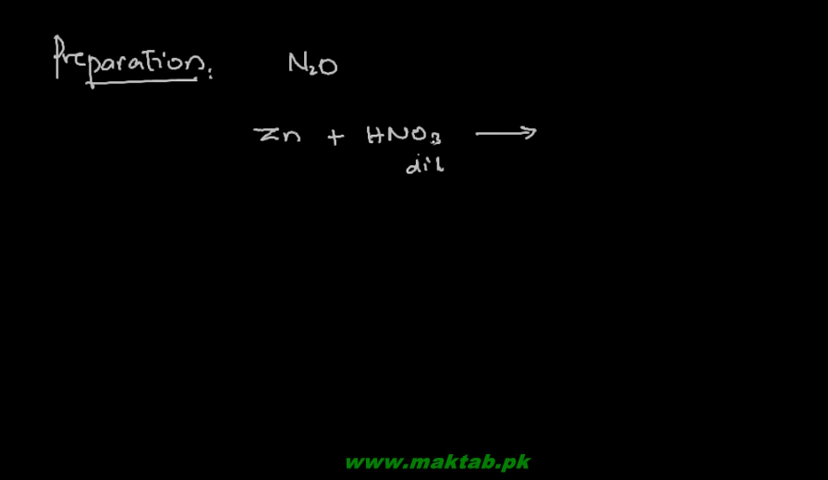 Preparation: N₂O
Zn + HNO₃ ⟶
dil
www.maktab.pk